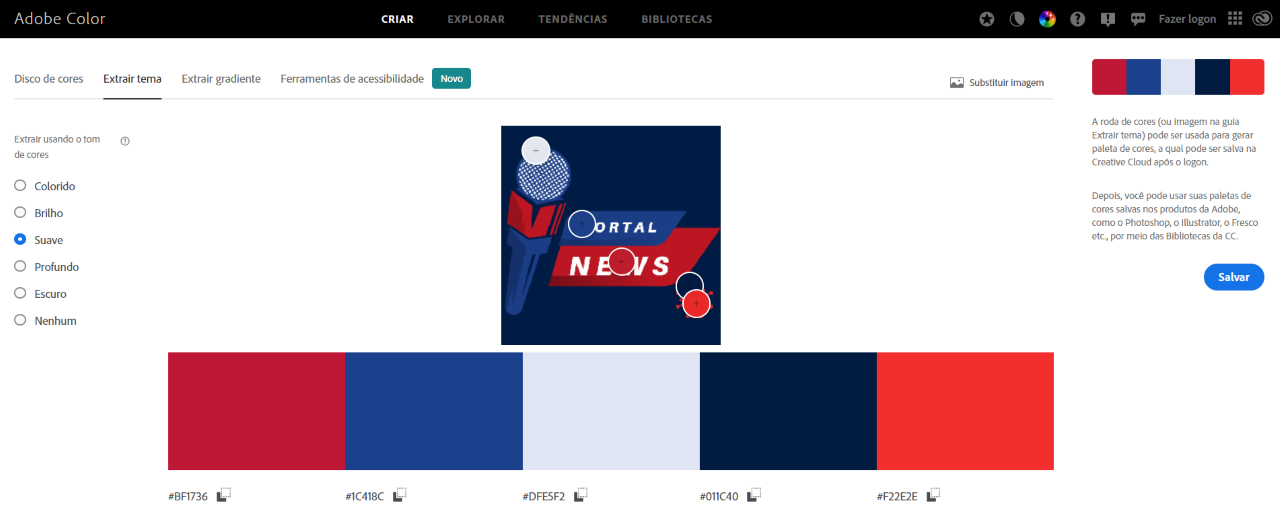 Adobe Color
CRIAR EXPLORAR TENDÊNCIAS BIBLIOTECAS
Fazer logon
Disco de cores Extrair tema Extrair gradiente Ferramentas de acessibilidade Novo
Substituir imagem
Extrair usando o tom
de cores
Colorido
Brilho
Suave
Profundo
Escuro
Nenhum
ORTAL
NEWS
A roda de cores (ou Imagem na guia
Extrair tema) pode ser usada para gerar
paleta de cores, a qual pode ser salva na
Creative Cloud após o logon.
Depois, você pode usar suas paletas de
cores salvas nos produtos da Adobe,
como o Photoshop, o Illustrator, o Fresco
etc., por meio das Bibliotecas da CC.
Salvar
#BF1736 #1C418C #DFE5F2 #011C40 #F22E2E